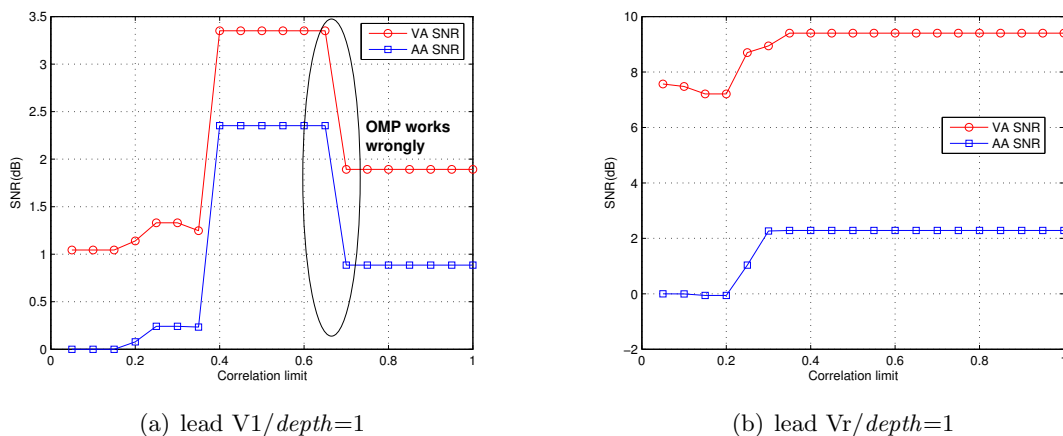 3.5
3
2.5
2
1.5
1
0.5
0
0 0.2 0.4 0.6 0.8 1
SNR(dB)
Correlation limit
VA SNR
AA SNR
OMP works
wrongly
(a) lead V1/depth=1
10
8
6
4
2
0
−2
0 0.2 0.4 0.6 0.8 1
SNR(dB)
Correlation limit
VA SNR
AA SNR
(b) lead Vr/depth=1